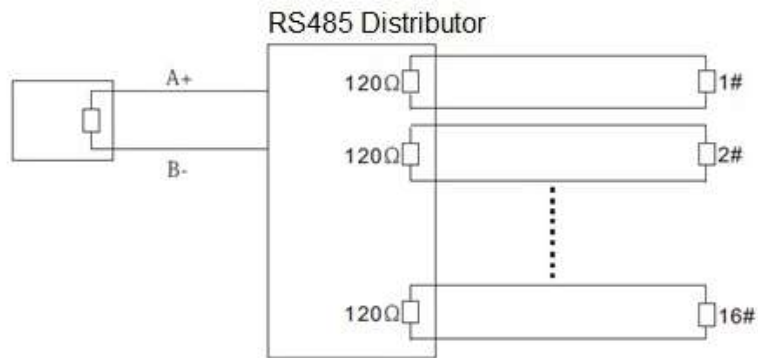 RS485 Distributor
A+
B-
120Ω 1#
120Ω 2#
120Ω 16#